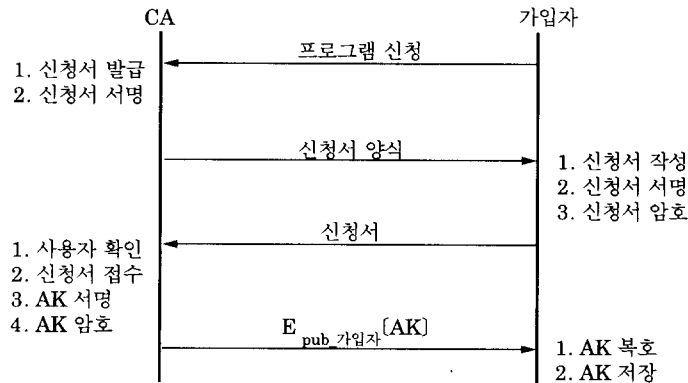 CA
가입자
프로그램 신청
1. 신청서 발급
2. 신청서 서명
신청서 양식
1. 신청서 작성
2. 신청서 서명
3. 신청서 암호
신청서
1. 사용자 확인
2. 신청서 접수
3. AK 서명
4. AK 암호
E pub_가입자〔AK〕
1. AK 복호
2. AK 저장